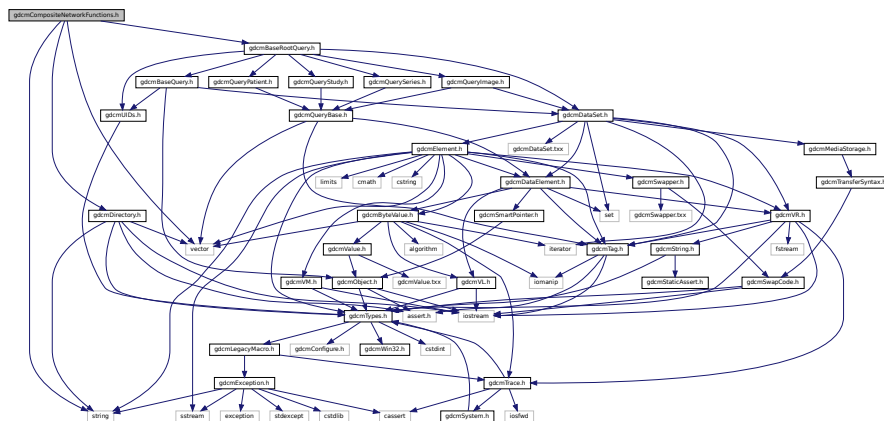 gdcmCompositeNetworkFunctions.h
gdcmBaseRootQuery.h
gdcmBaseQuery.h
gdcmQueryPatient.h
gdcmQueryStudy.h
gdcmQuerySeries.h
gdcmQueryImage.h
gdcmUIDs.h
gdcmQueryBase.h
gdcmDataSet.h
gdcmElement.h
gdcmDataSet.txx
gdcmMediaStorage.h
limits
cmath
cstring
gdcmDataElement.h
gdcmSwapper.h
gdcmTransferSyntax.h
gdcmDirectory.h
gdcmByteValue.h
gdcmSmartPointer.h
set
gdcmSwapper.txx
gdcmVR.h
vector
gdcmValue.h
algorithm
iterator
gdcmTag.h
gdcmString.h
fstream
gdcmVM.h
gdcmObject.h
gdcmValue.txx
gdcmVL.h
iomanip
gdcmStaticAssert.h
gdcmSwapCode.h
gdcmTypes.h
assert.h
iostream
gdcmLegacyMacro.h
gdcmConfigure.h
gdcmWin32.h
cstdint
gdcmException.h
gdcmTrace.h
string
sstream
exception
stdexcept
cstdlib
cassert
gdcmSystem.h
iosfwd